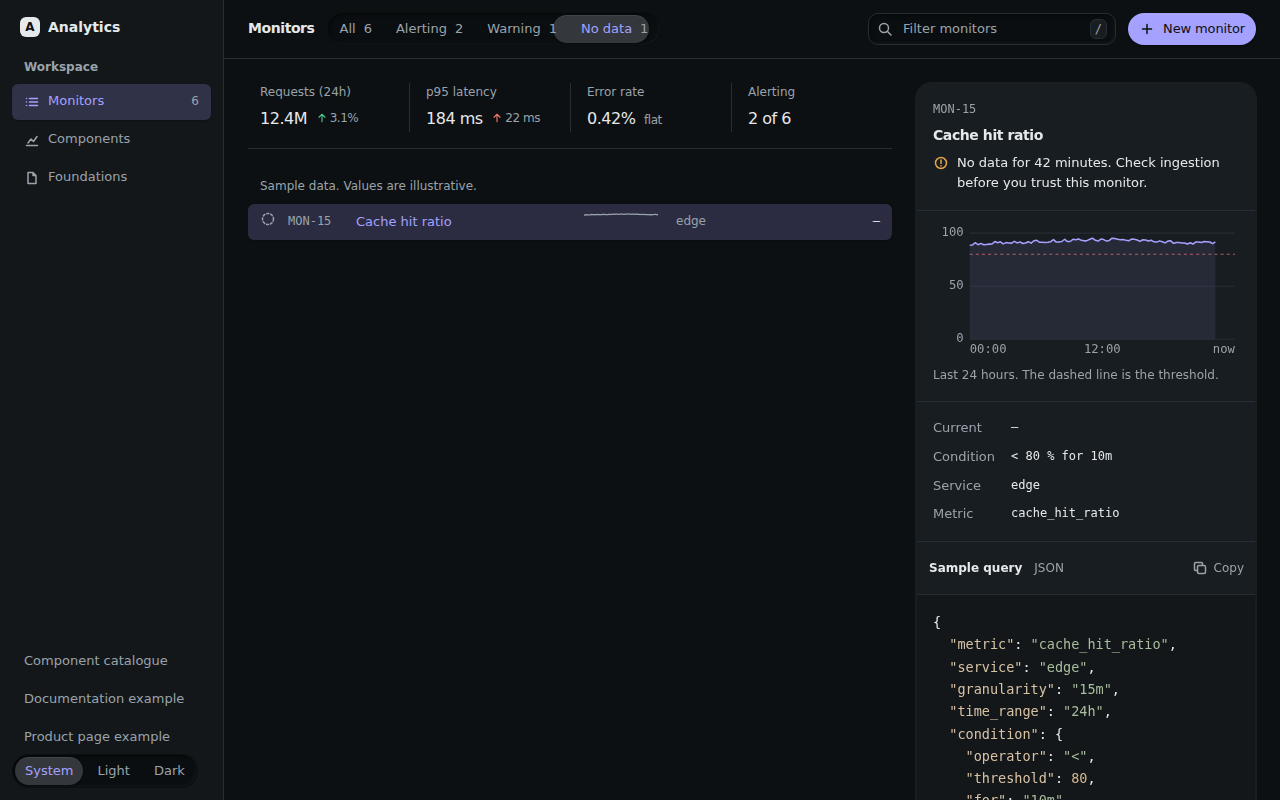 A Analytics
Workspace
Monitors 6
Components
Foundations
Component catalogue
Documentation example
Product page example
System Light Dark
Monitors All 6 Alerting 2 Warning 1 No data 1 Filter monitors / New monitor
Requests (24h)
12.4M ↑ 3.1%
p95 latency
184 ms ↑ 22 ms
Error rate
0.42% flat
Alerting
2 of 6
Sample data. Values are illustrative.
MON-15 Cache hit ratio edge —
MON-15
Cache hit ratio
No data for 42 minutes. Check ingestion
before you trust this monitor.
100
50
0
00:00 12:00 now
Last 24 hours. The dashed line is the threshold.
Current —
Condition < 80 % for 10m
Service edge
Metric cache_hit_ratio
Sample query JSON Copy
{
"metric": "cache_hit_ratio",
"service": "edge",
"granularity": "15m",
"time_range": "24h",
"condition": {
"operator": "<",
"threshold": 80,
"for": "10m"